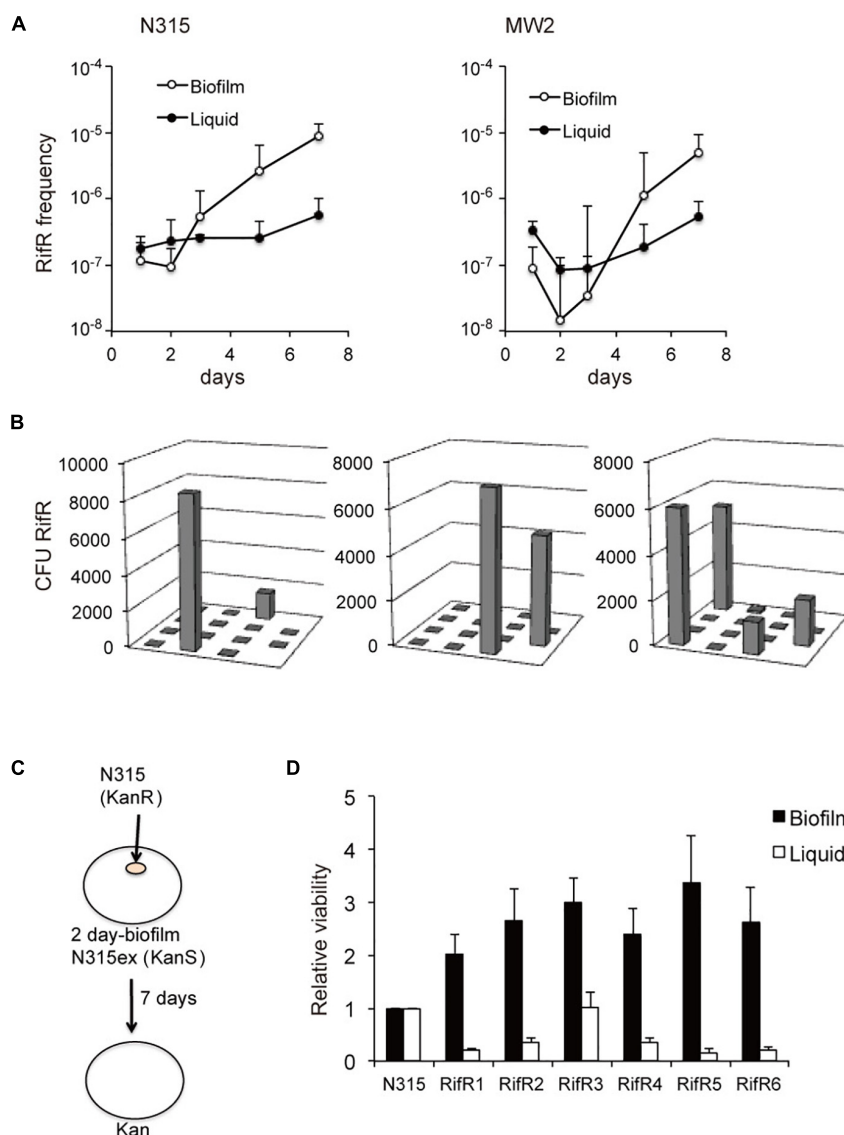 A
N315
MW2
10-4
10-5
10-6
10-7
10-8
RifR frequency
Biofilm
Liquid
0 2 4 6 8
days
10-4
10-5
10-6
10-7
10-8
Biofilm
Liquid
0 2 4 6 8
days
B
CFU RifR
10000
8000
6000
4000
2000
0
8000
6000
4000
2000
0
8000
6000
4000
2000
0
C
N315
(KanR)
2 day-biofilm
N315ex (KanS)
7 days
Kan
D
Relative viability
5
4
3
2
1
0
Biofilm
Liquid
N315 RifR1 RifR2 RifR3 RifR4 RifR5 RifR6